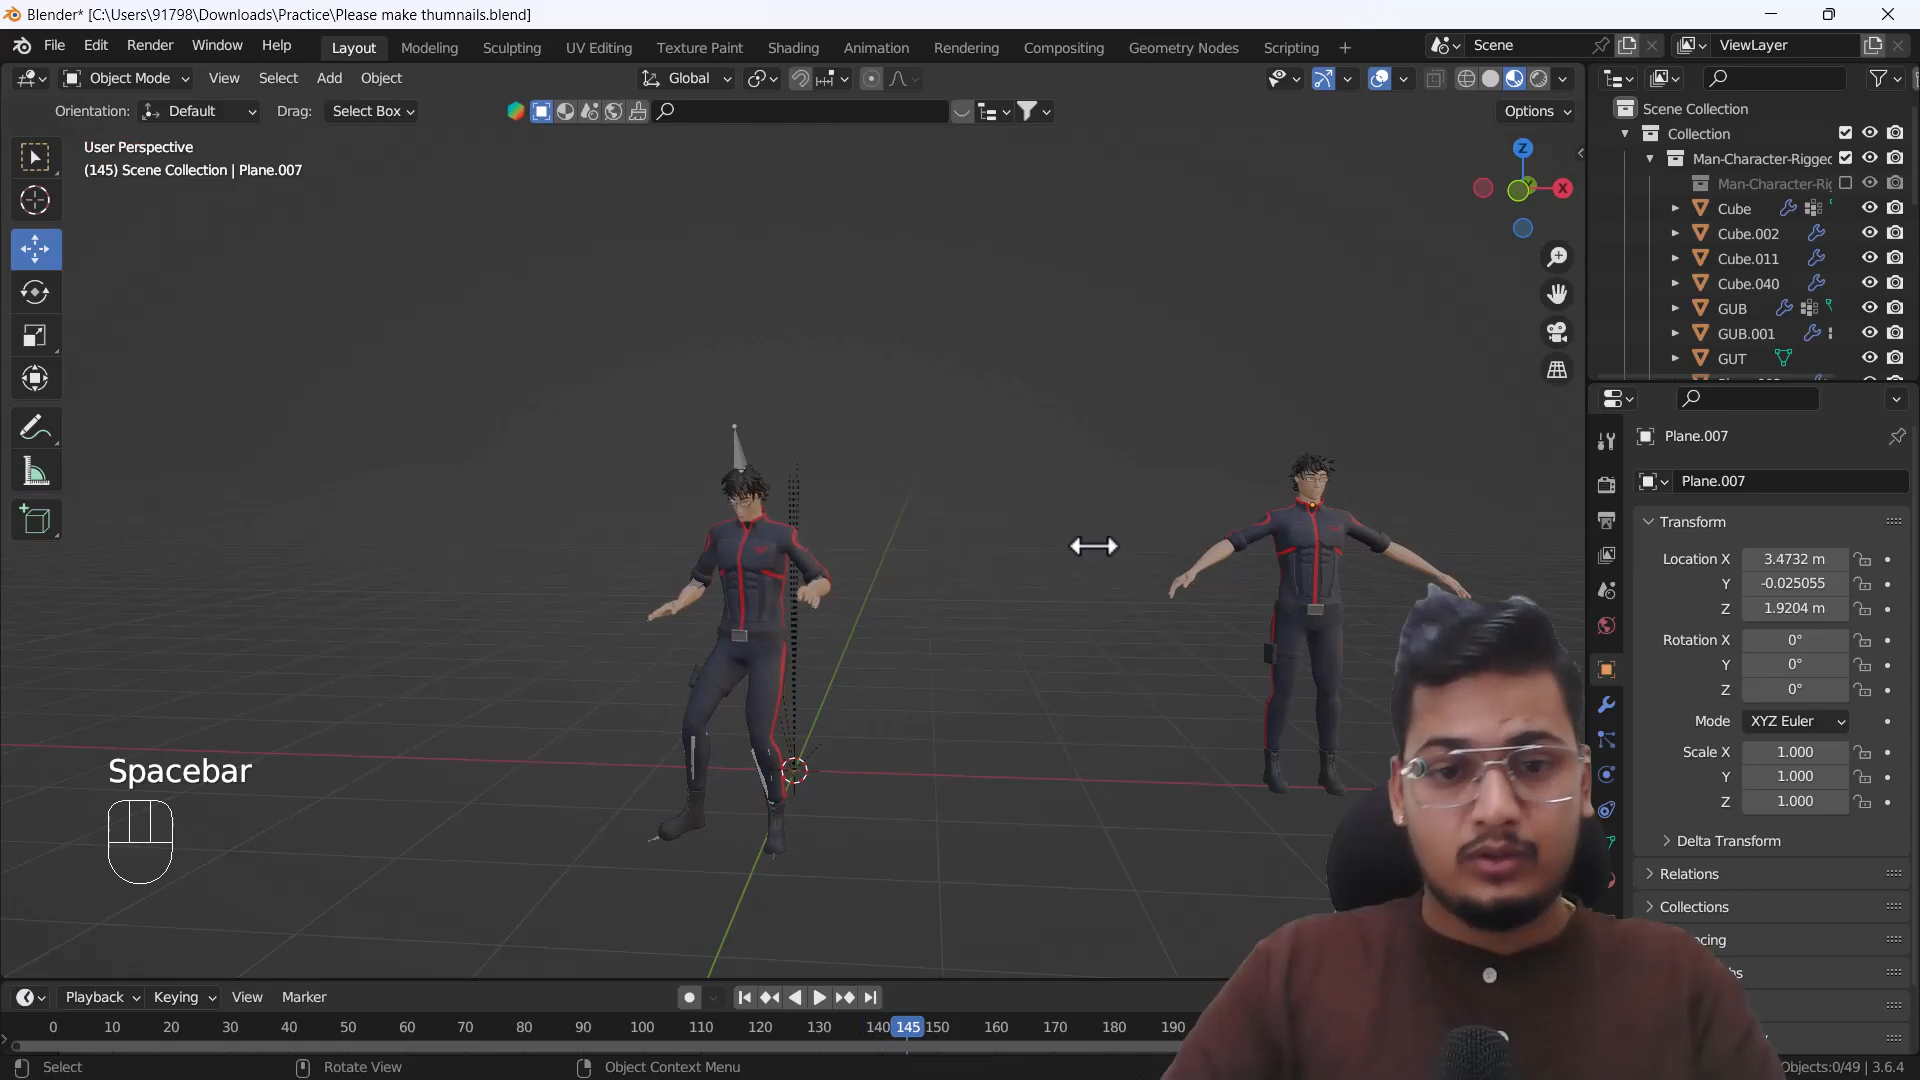 Blender* [C:\Users\91798\Downloads\Practice\Please make thumnails.blend]
File Edit Render Window Help Layout Modeling Sculpting UV Editing Texture Paint Shading Animation Rendering Compositing Geometry Nodes Scripting Scene ViewLayer
Object Mode View Select Add Object Global
Orientation: Default Drag: Select Box Options
User Perspective
(145) Scene Collection | Plane.007
Z
X
Scene Collection
Collection
Man-Character-Rigged
Man-Character-Rig
Cube
Cube.002
Cube.011
Cube.040
GUB
GUB.001
GUT
Plane.007
Plane.007
Transform
Location X 3.4732 m
Y -0.025055
Z 1.9204 m
Rotation X 0°
Y 0°
Z 0°
Mode XYZ Euler
Scale X 1.000
Y 1.000
Z 1.000
Delta Transform
Relations
Collections
Spacebar
Playback Keying View Marker
0 10 20 30 40 50 60 70 80 90 100 110 120 130 140 145 150 160 170 180 190
Select Rotate View Object Context Menu
Objects:0/49 | 3.6.4